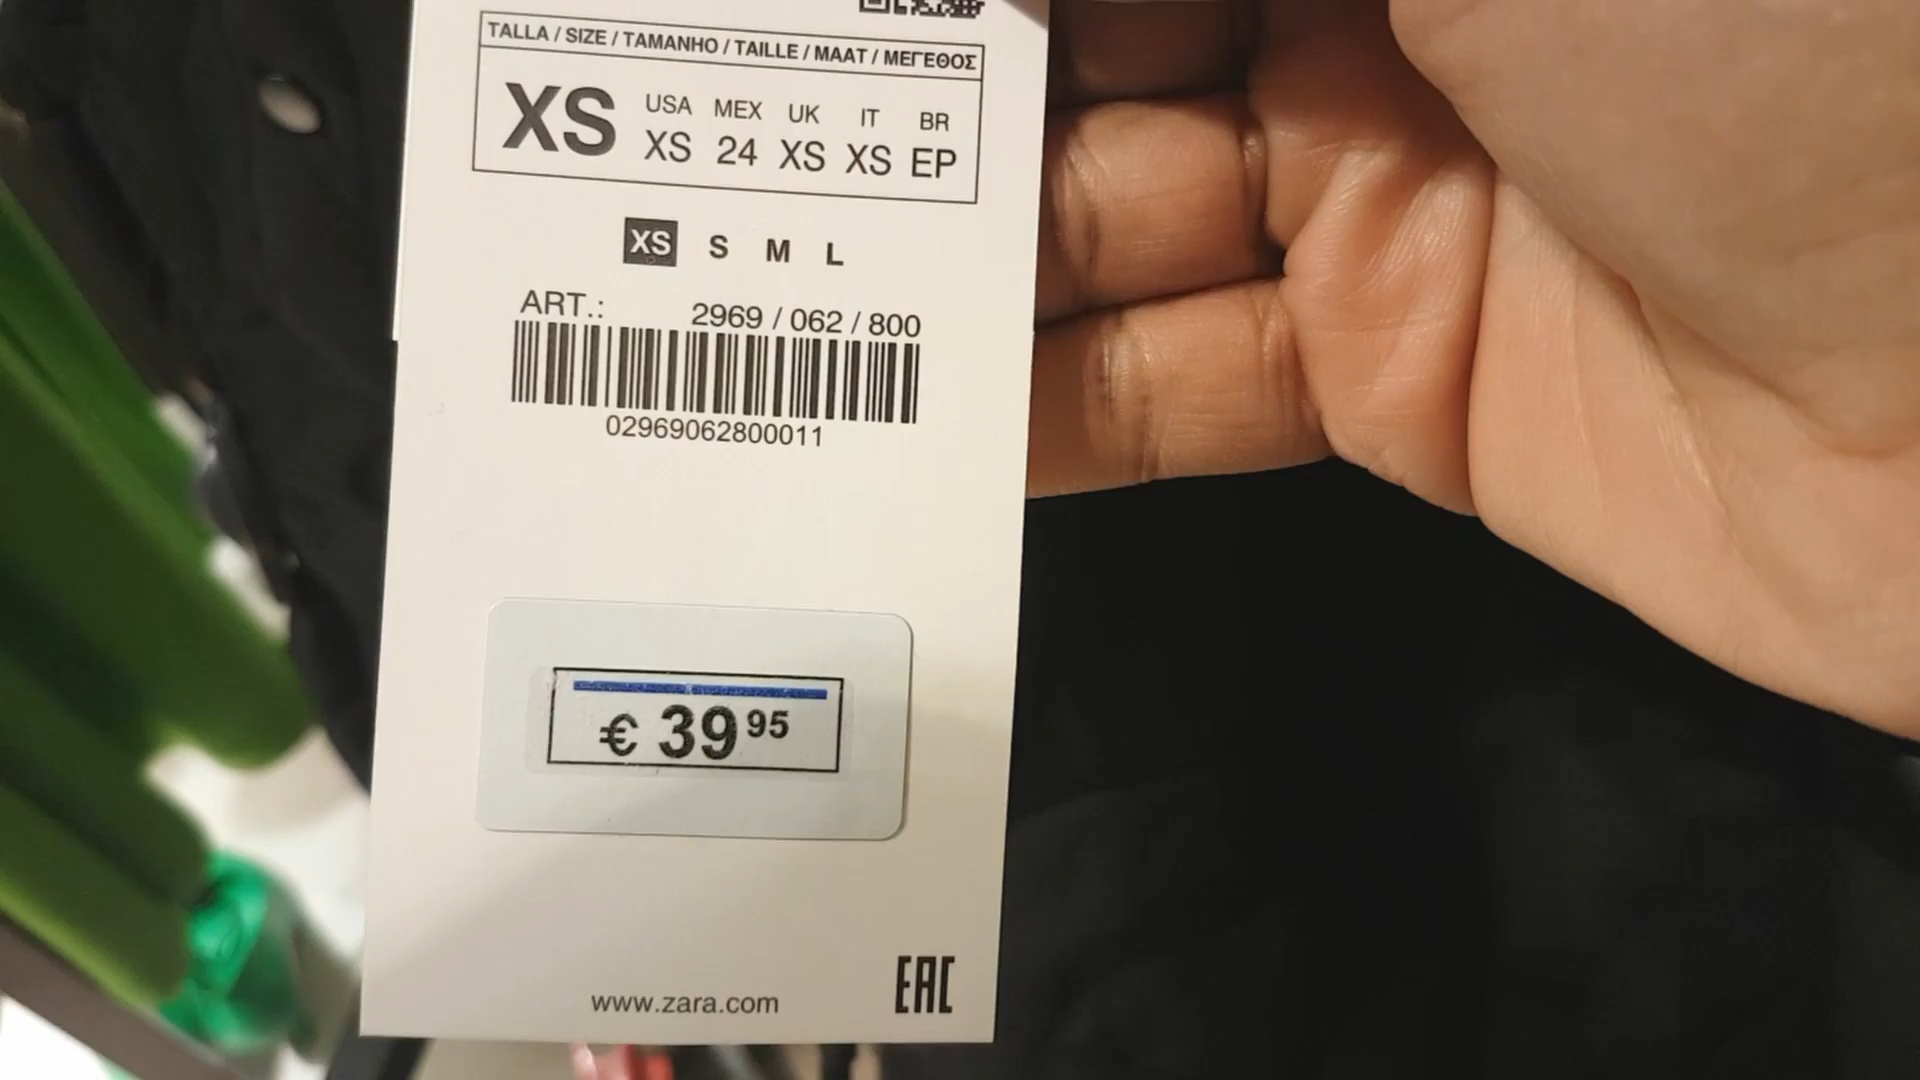 TALLA / SIZE / TAMANHO / TAILLE / MAAT / ΜΕΓΕΘΟΣ
XS
USA MEX UK IT BR
XS 24 XS XS EP
XS S M L
ART.: 2969 / 062 / 800
02969062800011
€ 39 95
www.zara.com
EAC